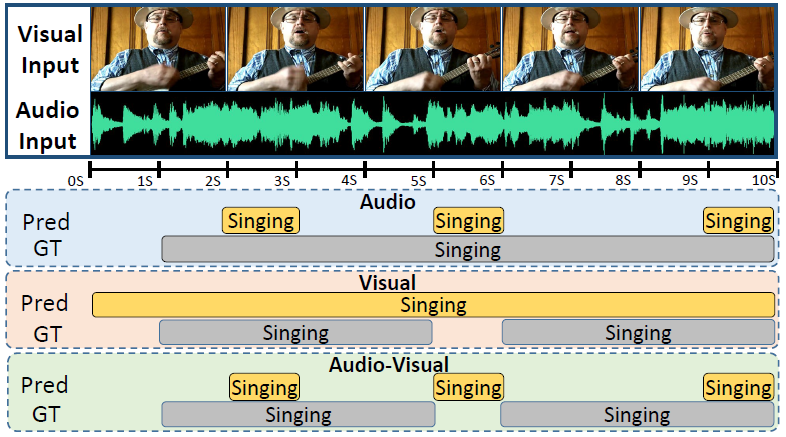 Visual
Input
Audio
Input
0S 1S 2S 3S 4S 5S 6S 7S 8S 9S 10S
Audio
Pred Singing Singing Singing
GT Singing
Visual
Pred Singing
GT Singing Singing
Audio-Visual
Pred Singing Singing Singing
GT Singing Singing